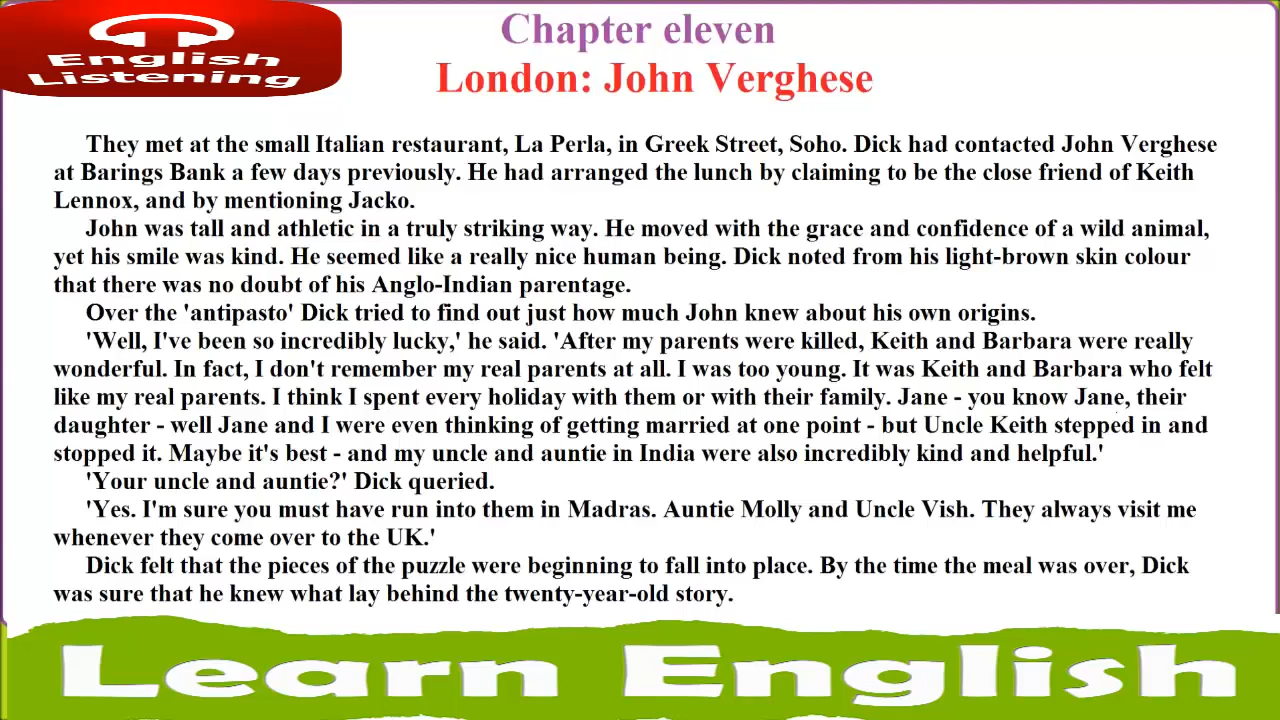 English
Listening
Chapter eleven
London: John Verghese
They met at the small Italian restaurant, La Perla, in Greek Street, Soho. Dick had contacted John Verghese
at Barings Bank a few days previously. He had arranged the lunch by claiming to be the close friend of Keith
Lennox, and by mentioning Jacko.
John was tall and athletic in a truly striking way. He moved with the grace and confidence of a wild animal,
yet his smile was kind. He seemed like a really nice human being. Dick noted from his light-brown skin colour
that there was no doubt of his Anglo-Indian parentage.
Over the 'antipasto' Dick tried to find out just how much John knew about his own origins.
'Well, I've been so incredibly lucky,' he said. 'After my parents were killed, Keith and Barbara were really
wonderful. In fact, I don't remember my real parents at all. I was too young. It was Keith and Barbara who felt
like my real parents. I think I spent every holiday with them or with their family. Jane - you know Jane, their
daughter - well Jane and I were even thinking of getting married at one point - but Uncle Keith stepped in and
stopped it. Maybe it's best - and my uncle and auntie in India were also incredibly kind and helpful.'
'Your uncle and auntie?' Dick queried.
'Yes. I'm sure you must have run into them in Madras. Auntie Molly and Uncle Vish. They always visit me
whenever they come over to the UK.'
Dick felt that the pieces of the puzzle were beginning to fall into place. By the time the meal was over, Dick
was sure that he knew what lay behind the twenty-year-old story.
Learn English